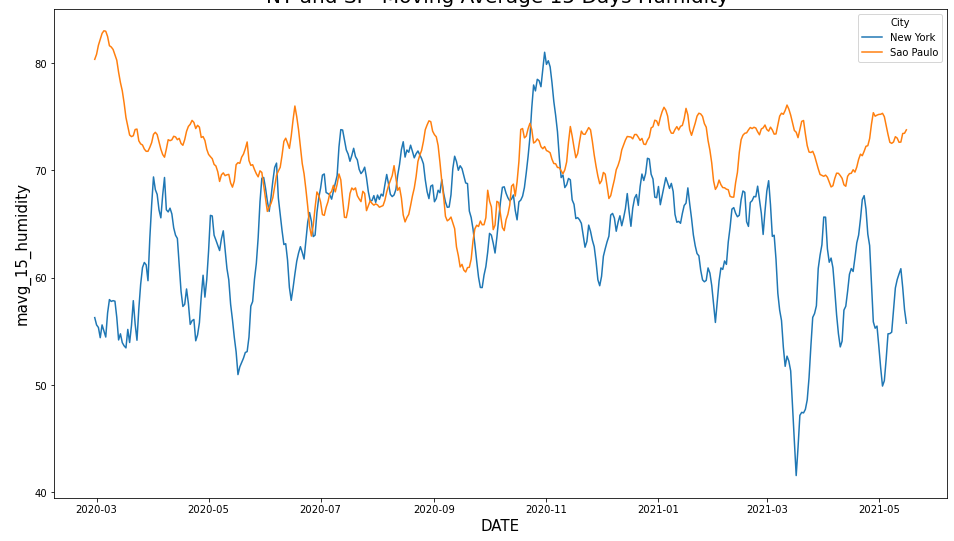 NY and SP - Moving Average 15 Days Humidity
City
New York
Sao Paulo
mavg_15_humidity
80
70
60
50
40
2020-03
2020-05
2020-07
2020-09
2020-11
2021-01
2021-03
2021-05
DATE